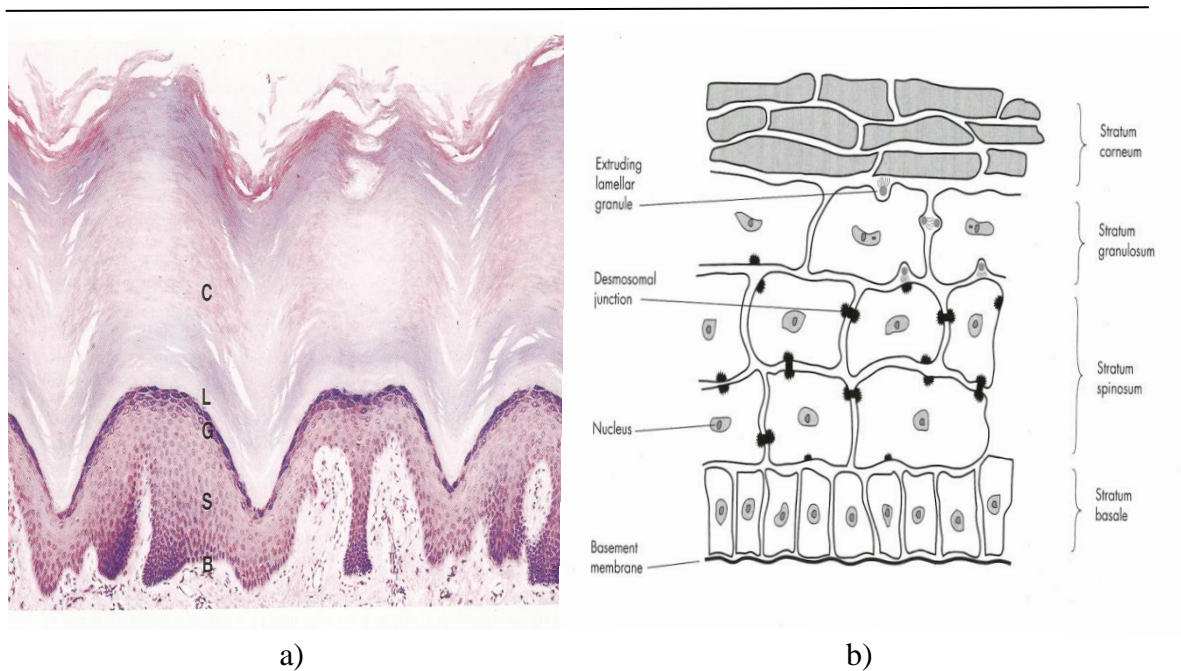 C
L
G
S
B
Extruding
lamellar
granule
Desmosomal
junction
Nucleus
Basement
membrane
Stratum
corneum
Stratum
granulosum
Stratum
spinosum
Stratum
basale
a)
b)